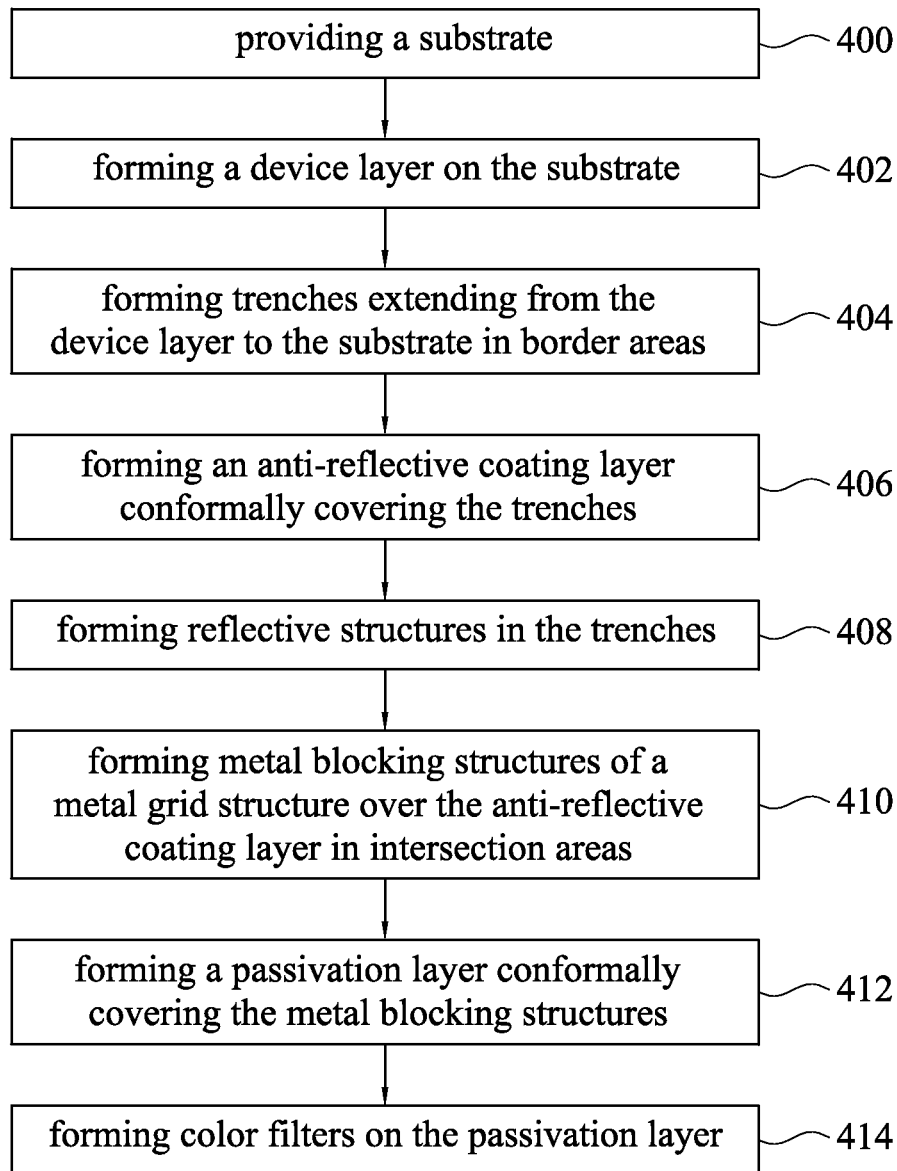 providing a substrate
400
forming a device layer on the substrate
402
forming trenches extending from the
device layer to the substrate in border areas
404
forming an anti-reflective coating layer
conformally covering the trenches
406
forming reflective structures in the trenches
408
forming metal blocking structures of a
metal grid structure over the anti-reflective
coating layer in intersection areas
410
forming a passivation layer conformally
covering the metal blocking structures
412
forming color filters on the passivation layer
414